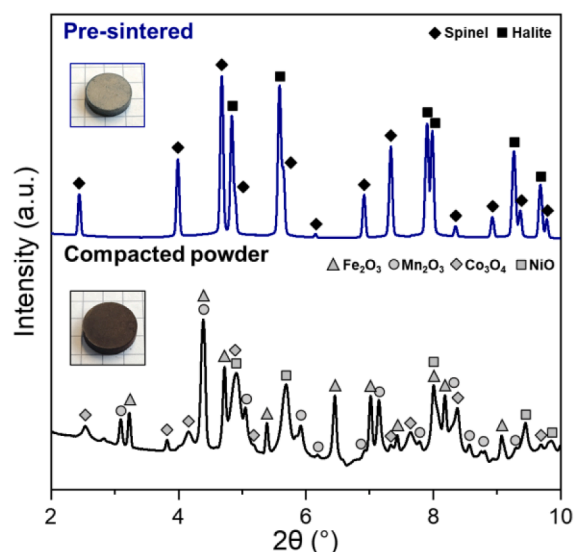 Pre-sintered
Spinel Halite
Compacted powder
Fe₂O₃ Mn₂O₃ Co₃O₄ NiO
Intensity (a.u.)
2 4 6 8 10
2θ (°)